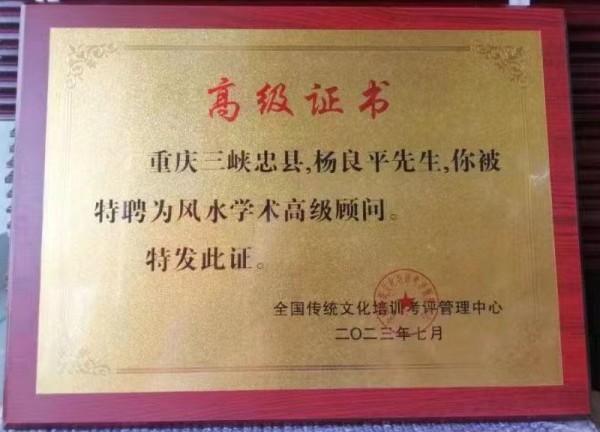 高级证书
重庆三峡忠县,杨良平先生,你被
特聘为风水学术高级顾问。
特发此证。
全国传统文化培训考评管理中心
二〇二三年七月